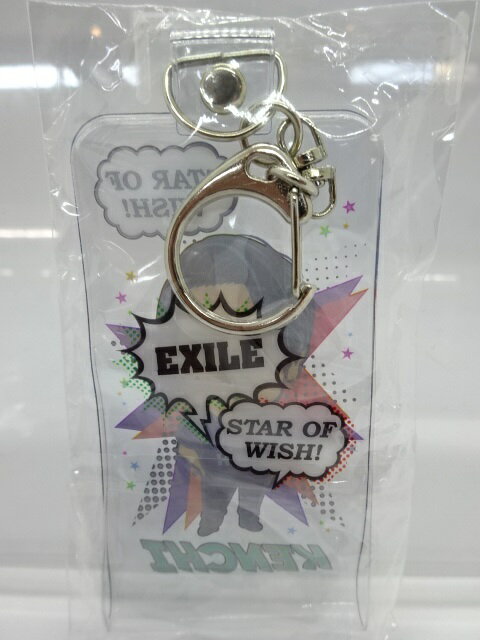 STAR OF
WISH!
EXILE
STAR OF
WISH!
KENCHI